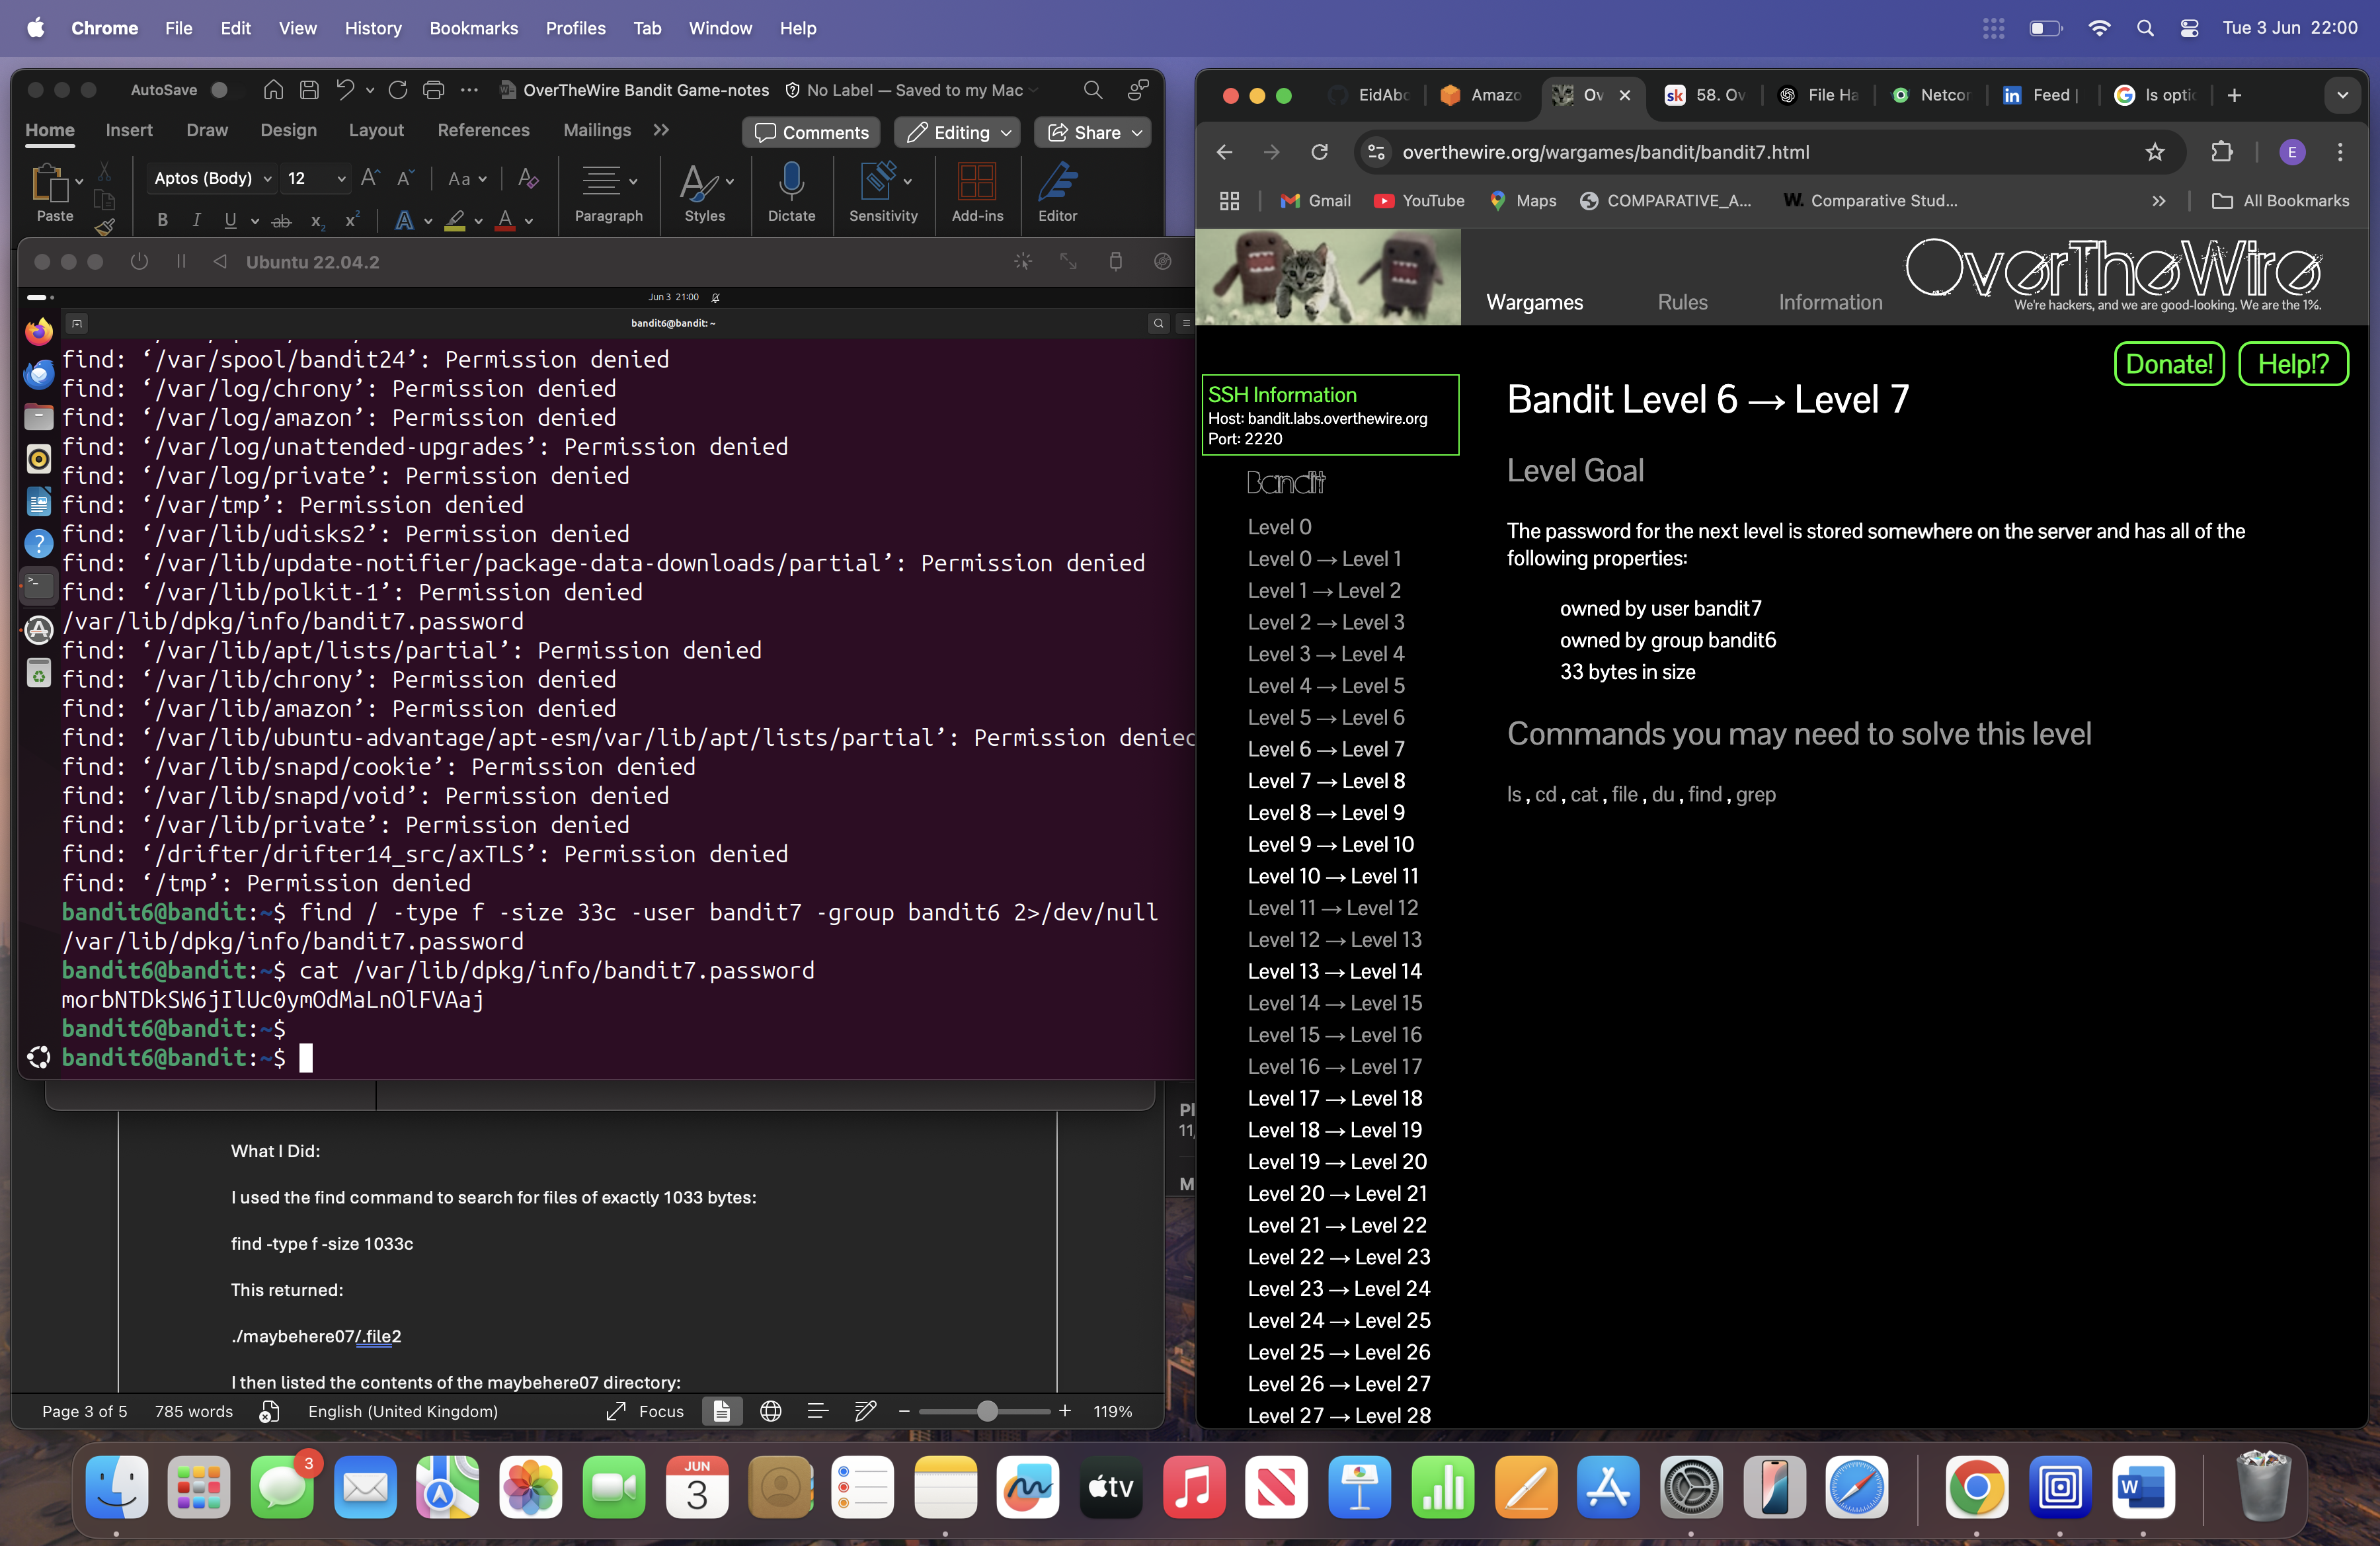 Chrome File Edit View History Bookmarks Profiles Tab Window Help
Tue 3 Jun 22:00
AutoSave
OverTheWire Bandit Game-notes
No Label — Saved to my Mac
Home Insert Draw Design Layout References Mailings
Comments
Editing
Share
Paste
Aptos (Body)
12
Aa
B I U ab x₂ x²
A
A
Paragraph
Styles
Dictate
Sensitivity
Add-ins
Editor
Ubuntu 22.04.2
Jun 3 21:00
bandit6@bandit: ~
find: ‘/var/spool/bandit24’: Permission denied
find: ‘/var/log/chrony’: Permission denied
find: ‘/var/log/amazon’: Permission denied
find: ‘/var/log/unattended-upgrades’: Permission denied
find: ‘/var/log/private’: Permission denied
find: ‘/var/tmp’: Permission denied
find: ‘/var/lib/udisks2’: Permission denied
find: ‘/var/lib/update-notifier/package-data-downloads/partial’: Permission denied
find: ‘/var/lib/polkit-1’: Permission denied
/var/lib/dpkg/info/bandit7.password
find: ‘/var/lib/apt/lists/partial’: Permission denied
find: ‘/var/lib/chrony’: Permission denied
find: ‘/var/lib/amazon’: Permission denied
find: ‘/var/lib/ubuntu-advantage/apt-esm/var/lib/apt/lists/partial’: Permission denied
find: ‘/var/lib/snapd/cookie’: Permission denied
find: ‘/var/lib/snapd/void’: Permission denied
find: ‘/var/lib/private’: Permission denied
find: ‘/drifter/drifter14_src/axTLS’: Permission denied
find: ‘/tmp’: Permission denied
bandit6@bandit:~$ find / -type f -size 33c -user bandit7 -group bandit6 2>/dev/null
/var/lib/dpkg/info/bandit7.password
bandit6@bandit:~$ cat /var/lib/dpkg/info/bandit7.password
morbNTDkSW6jIlUc0ymOdMaLnOlFVAaj
bandit6@bandit:~$
bandit6@bandit:~$
What I Did:
I used the find command to search for files of exactly 1033 bytes:
find -type f -size 1033c
This returned:
./maybehere07/.file2
I then listed the contents of the maybehere07 directory:
Page 3 of 5
785 words
English (United Kingdom)
Focus
119%
Pl
11,
M
EidAbc
Amazo
Ov
58. Ov
File Ha
Netcor
Feed |
Is optic
overthewire.org/wargames/bandit/bandit7.html
E
Gmail
YouTube
Maps
COMPARATIVE_A...
W. Comparative Stud...
All Bookmarks
Wargames
Rules
Information
OverTheWire
We're hackers, and we are good-looking. We are the 1%.
Donate!
Help!?
SSH Information
Host: bandit.labs.overthewire.org
Port: 2220
Bandit
Level 0
Level 0 → Level 1
Level 1 → Level 2
Level 2 → Level 3
Level 3 → Level 4
Level 4 → Level 5
Level 5 → Level 6
Level 6 → Level 7
Level 7 → Level 8
Level 8 → Level 9
Level 9 → Level 10
Level 10 → Level 11
Level 11 → Level 12
Level 12 → Level 13
Level 13 → Level 14
Level 14 → Level 15
Level 15 → Level 16
Level 16 → Level 17
Level 17 → Level 18
Level 18 → Level 19
Level 19 → Level 20
Level 20 → Level 21
Level 21 → Level 22
Level 22 → Level 23
Level 23 → Level 24
Level 24 → Level 25
Level 25 → Level 26
Level 26 → Level 27
Level 27 → Level 28
Bandit Level 6 → Level 7
Level Goal
The password for the next level is stored somewhere on the server and has all of the
following properties:
owned by user bandit7
owned by group bandit6
33 bytes in size
Commands you may need to solve this level
ls , cd , cat , file , du , find , grep
3
JUN
3
tv
W